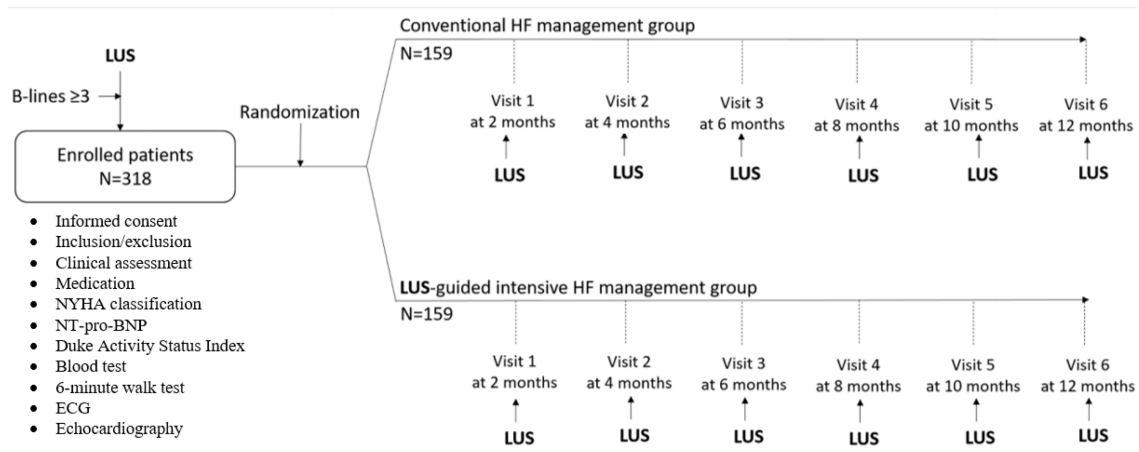 LUS
B-lines ≥3
Enrolled patients
N=318
• Informed consent
• Inclusion/exclusion
• Clinical assessment
• Medication
• NYHA classification
• NT-pro-BNP
• Duke Activity Status Index
• Blood test
• 6-minute walk test
• ECG
• Echocardiography
Randomization
Conventional HF management group
N=159
Visit 1
at 2 months
LUS
Visit 2
at 4 months
LUS
Visit 3
at 6 months
LUS
Visit 4
at 8 months
LUS
Visit 5
at 10 months
LUS
Visit 6
at 12 months
LUS
LUS-guided intensive HF management group
N=159
Visit 1
at 2 months
LUS
Visit 2
at 4 months
LUS
Visit 3
at 6 months
LUS
Visit 4
at 8 months
LUS
Visit 5
at 10 months
LUS
Visit 6
at 12 months
LUS